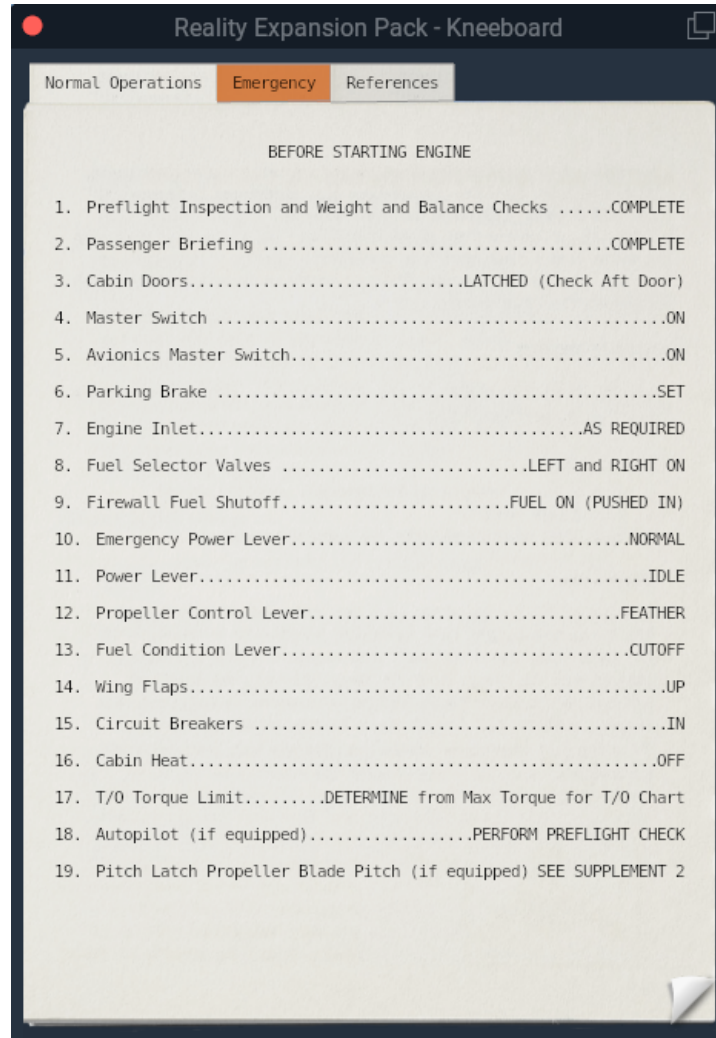 Reality Expansion Pack - Kneeboard
Normal Operations Emergency References
BEFORE STARTING ENGINE
1. Preflight Inspection and Weight and Balance Checks ......COMPLETE
2. Passenger Briefing ......................................COMPLETE
3. Cabin Doors..............................LATCHED (Check Aft Door)
4. Master Switch .................................................ON
5. Avionics Master Switch.........................................ON
6. Parking Brake ................................................SET
7. Engine Inlet..........................................AS REQUIRED
8. Fuel Selector Valves ...........................LEFT and RIGHT ON
9. Firewall Fuel Shutoff.........................FUEL ON (PUSHED IN)
10. Emergency Power Lever.....................................NORMAL
11. Power Lever.................................................IDLE
12. Propeller Control Lever..................................FEATHER
13. Fuel Condition Lever......................................CUTOFF
14. Wing Flaps....................................................UP
15. Circuit Breakers .............................................IN
16. Cabin Heat...................................................OFF
17. T/O Torque Limit.........DETERMINE from Max Torque for T/O Chart
18. Autopilot (if equipped)..................PERFORM PREFLIGHT CHECK
19. Pitch Latch Propeller Blade Pitch (if equipped) SEE SUPPLEMENT 2